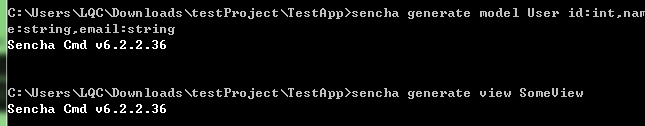 C:\Users\LQC\Downloads\testProject\TestApp>sencha generate model User id:int,nam
e:string,email:string
Sencha Cmd v6.2.2.36
C:\Users\LQC\Downloads\testProject\TestApp>sencha generate view SomeView
Sencha Cmd v6.2.2.36